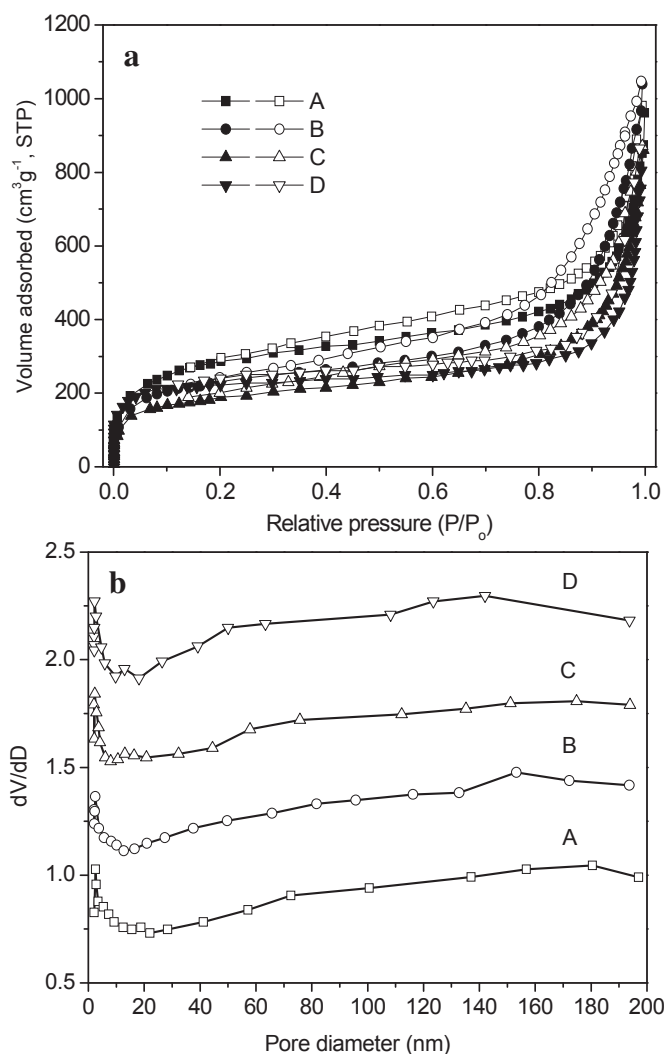 1200
a
1000
A
B
800
C
D
600
400
200
0
Volume adsorbed (cm³g⁻¹, STP)
0.0 0.2 0.4 0.6 0.8 1.0
Relative pressure (P/Pₒ)
2.5
b
D
2.0
C
1.5
B
A
1.0
0.5
dV/dD
0 20 40 60 80 100 120 140 160 180 200
Pore diameter (nm)